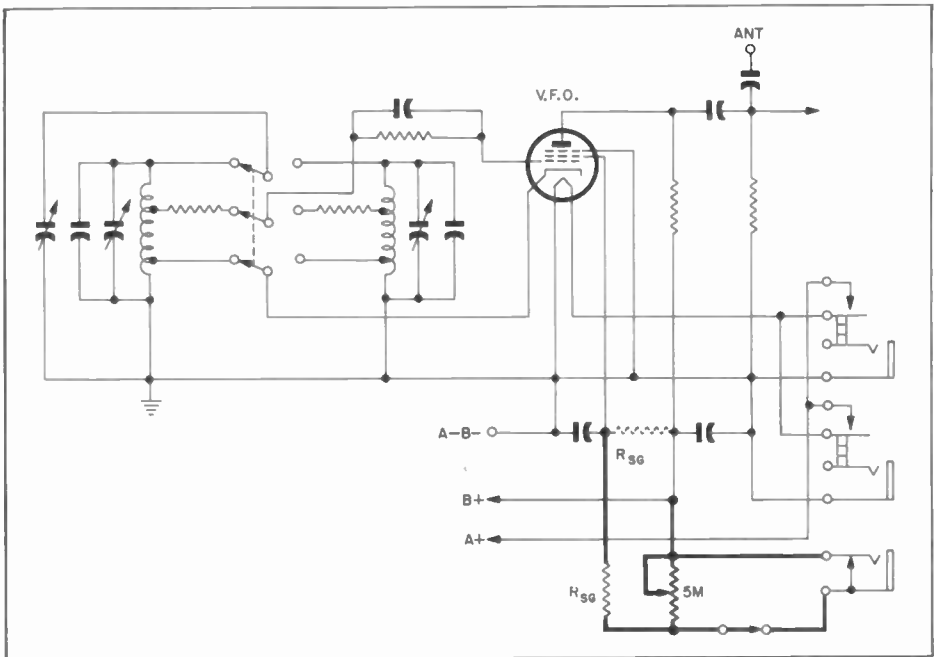 ANT
V.F.O.
A-B-
R SG
B+
A+
R SG
5M